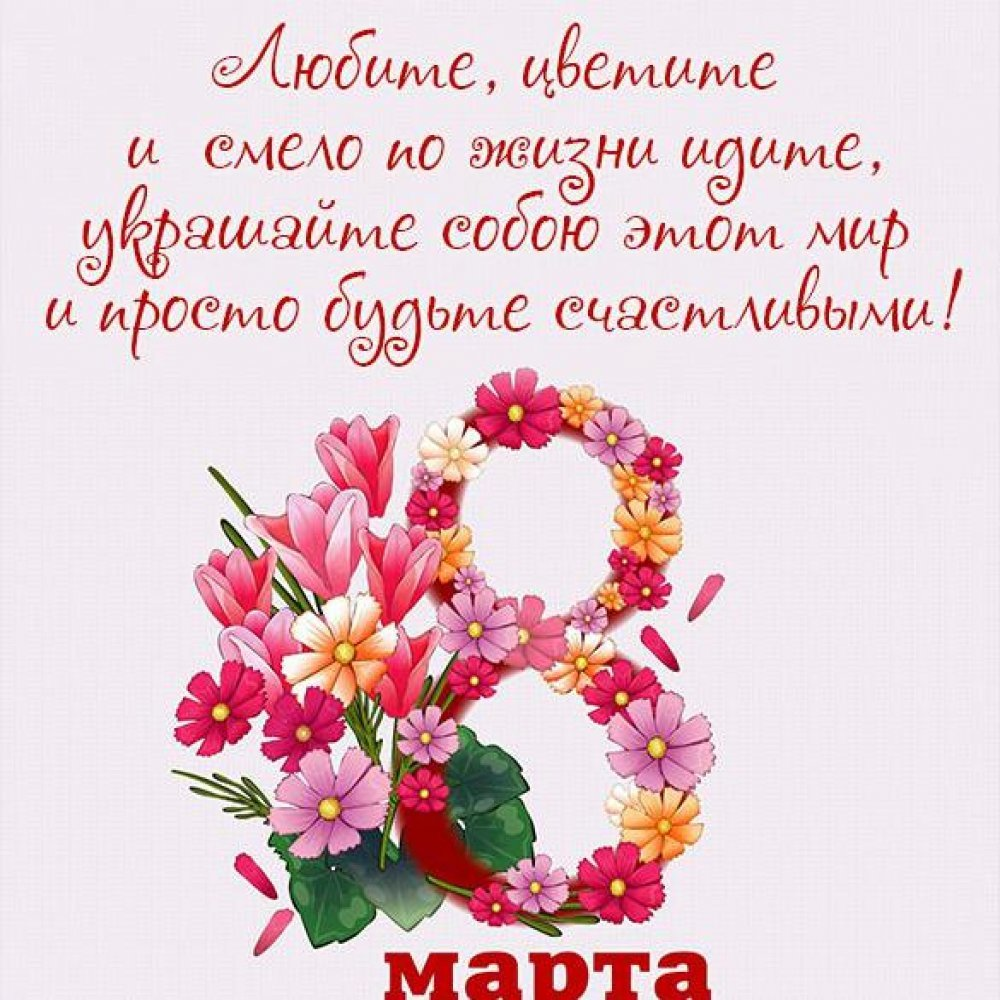 Любите, цветите
и смело по жизни идите,
украшайте собою этот мир
и просто будьте счастливыми!
8
марта